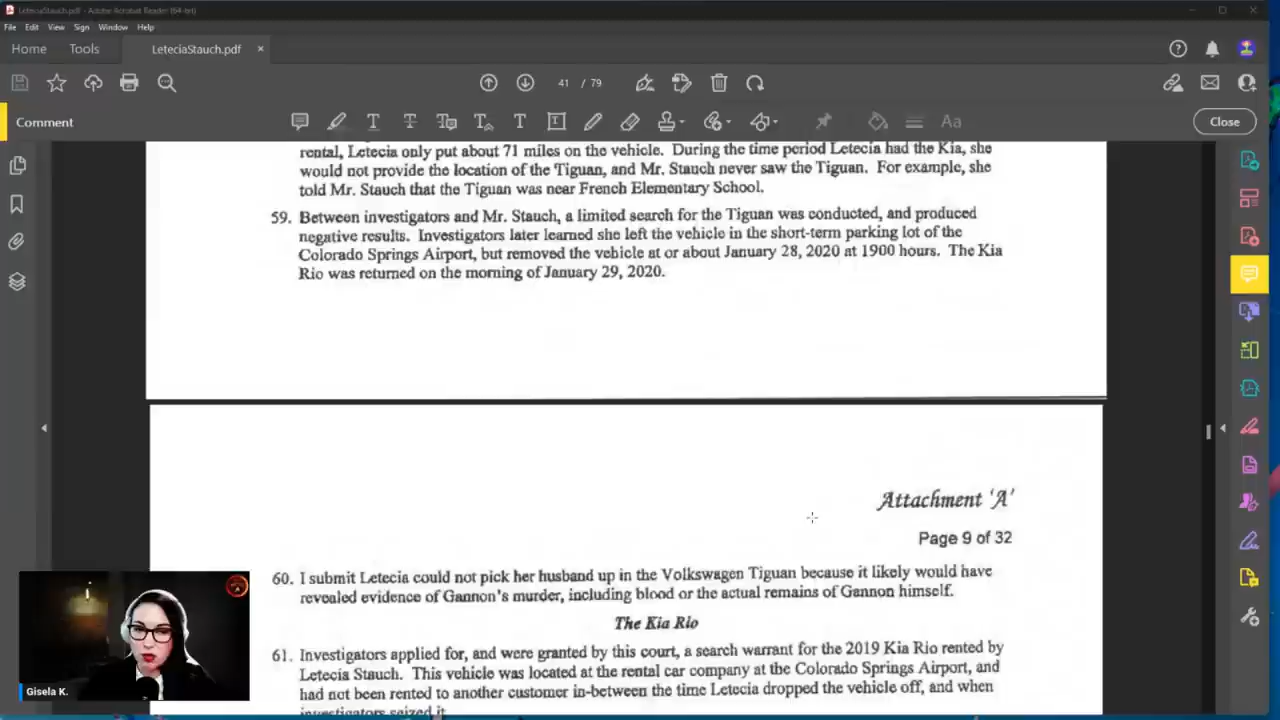 LeteciaStauch.pdf - Adobe Acrobat Reader (64-bit)
File Edit View Sign Window Help
Home Tools LeteciaStauch.pdf ×
41 / 79
Comment
Close
rental, Letecia only put about 71 miles on the vehicle. During the time period Letecia had the Kia, she
would not provide the location of the Tiguan, and Mr. Stauch never saw the Tiguan. For example, she
told Mr. Stauch that the Tiguan was near French Elementary School.
59. Between investigators and Mr. Stauch, a limited search for the Tiguan was conducted, and produced
negative results. Investigators later learned she left the vehicle in the short-term parking lot of the
Colorado Springs Airport, but removed the vehicle at or about January 28, 2020 at 1900 hours. The Kia
Rio was returned on the morning of January 29, 2020.
Attachment 'A'
Page 9 of 32
60. I submit Letecia could not pick her husband up in the Volkswagen Tiguan because it likely would have
revealed evidence of Gannon's murder, including blood or the actual remains of Gannon himself.
The Kia Rio
61. Investigators applied for, and were granted by this court, a search warrant for the 2019 Kia Rio rented by
Letecia Stauch. This vehicle was located at the rental car company at the Colorado Springs Airport, and
had not been rented to another customer in-between the time Letecia dropped the vehicle off, and when
investigators seized it.
Gisela K.